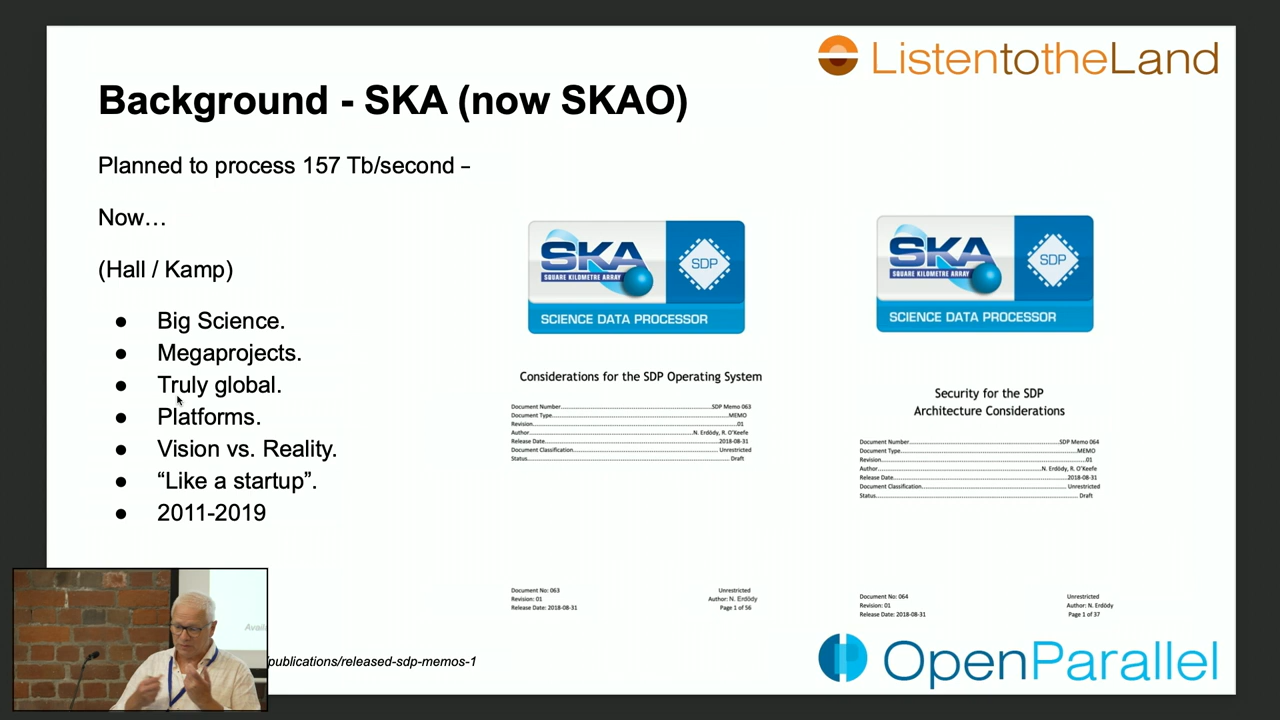 ListentotheLand
Background - SKA (now SKAO)
Planned to process 157 Tb/second –
Now…
(Hall / Kamp)
● Big Science.
● Megaprojects.
● Truly global.
● Platforms.
● Vision vs. Reality.
● “Like a startup”.
● 2011-2019
SKA
SQUARE KILOMETRE ARRAY
SDP
SCIENCE DATA PROCESSOR
Considerations for the SDP Operating System
Document Number...SDP Memo 063
Document Type...MEMO
Revision...01
Author...N. Erdödy, R. O'Keefe
Release Date...2018-08-31
Document Classification...Unrestricted
Status...Draft
Document No: 063
Revision: 01
Release Date: 2018-08-31
Unrestricted
Author: N. Erdödy
Page 1 of 56
SKA
SQUARE KILOMETRE ARRAY
SDP
SCIENCE DATA PROCESSOR
Security for the SDP
Architecture Considerations
Document Number...SDP Memo 064
Document Type...MEMO
Revision...01
Author...N. Erdödy, R. O'Keefe
Release Date...2018-08-31
Document Classification...Unrestricted
Status...Draft
Document No: 064
Revision: 01
Release Date: 2018-08-31
Unrestricted
Author: N. Erdödy
Page 1 of 37
/publications/released-sdp-memos-1
OpenParallel